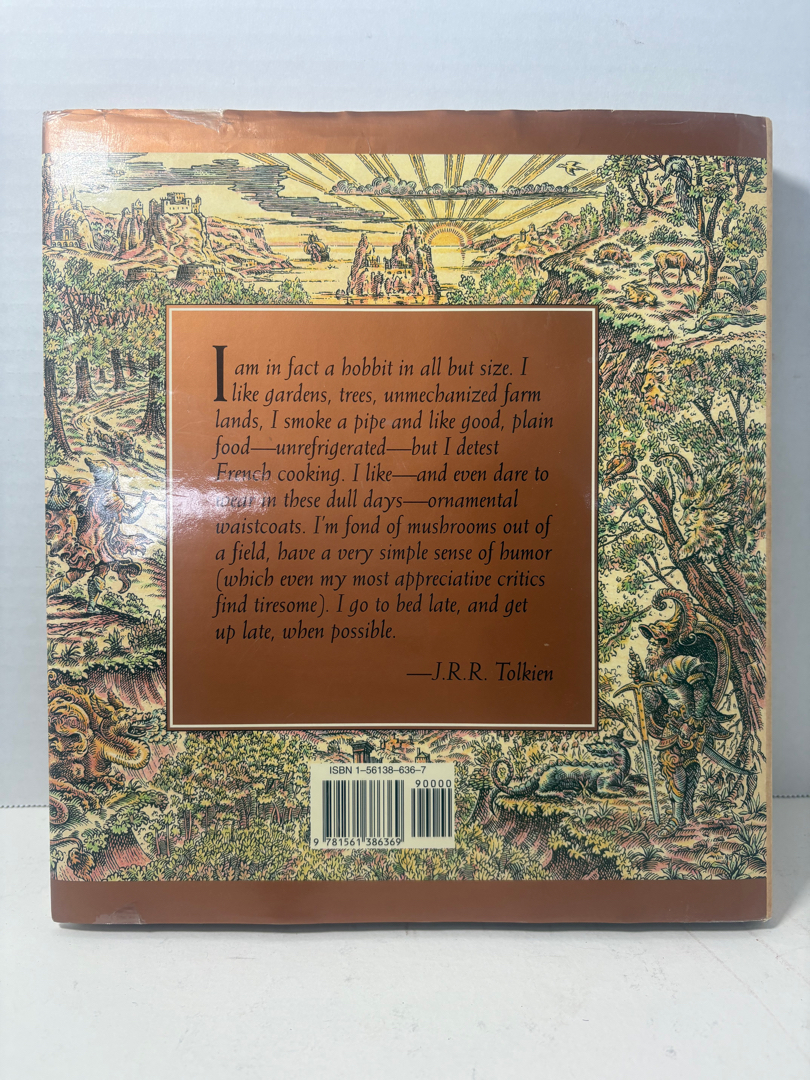 I am in fact a hobbit in all but size. I
like gardens, trees, unmechanized farm
lands, I smoke a pipe and like good, plain
food—unrefrigerated—but I detest
French cooking. I like—and even dare to
wear in these dull days—ornamental
waistcoats. I'm fond of mushrooms out of
a field, have a very simple sense of humor
(which even my most appreciative critics
find tiresome). I go to bed late, and get
up late, when possible.
—J.R.R. Tolkien
ISBN 1-56138-636-7
90000
9 781561 386369